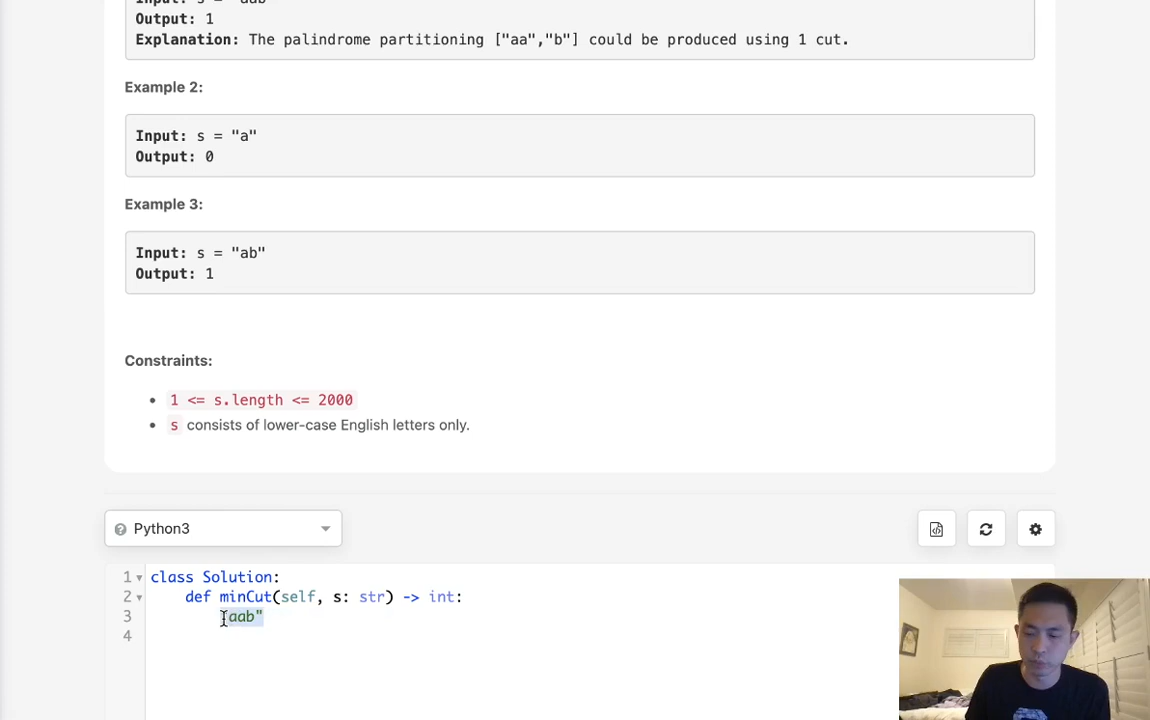 Output: 1
Explanation: The palindrome partitioning ["aa","b"] could be produced using 1 cut.
Example 2:
Input: s = "a"
Output: 0
Example 3:
Input: s = "ab"
Output: 1
Constraints:
1 <= s.length <= 2000
s consists of lower-case English letters only.
Python3
1 class Solution:
2 def minCut(self, s: str) -> int:
3 "aab"
4